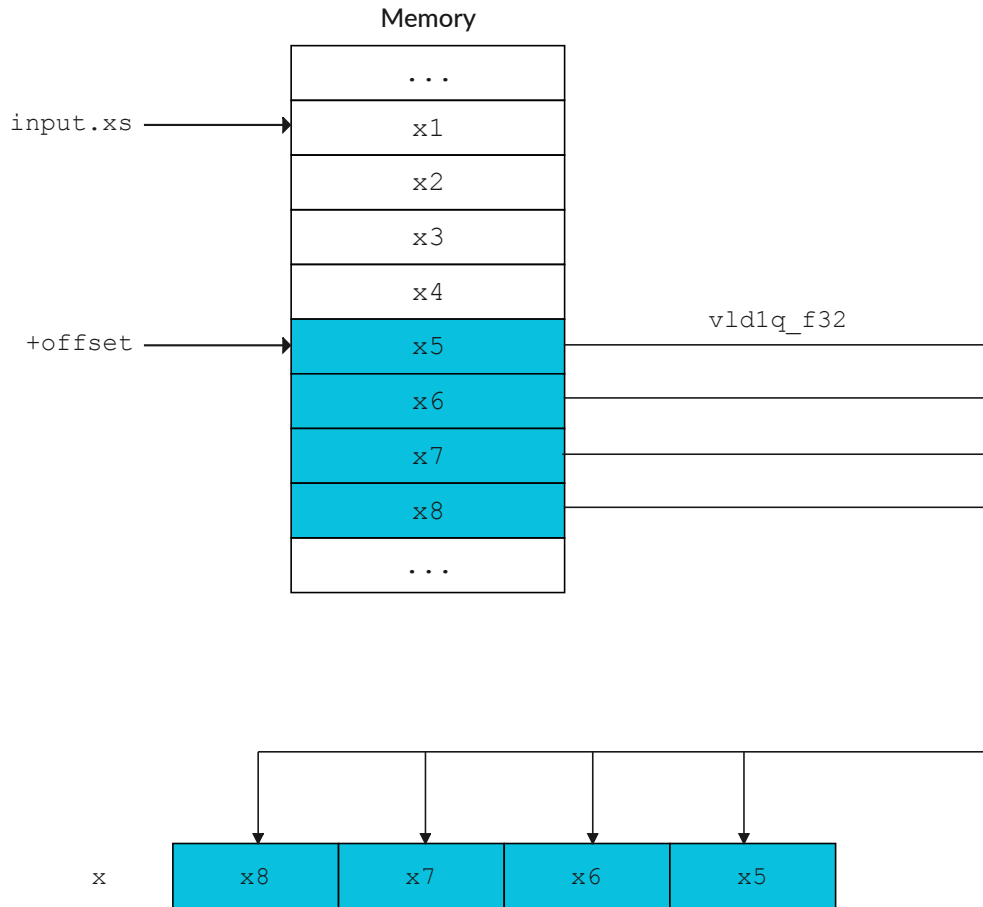 Memory
...
input.xs
x1
x2
x3
x4
vld1q_f32
+offset
x5
x6
x7
x8
...
x
x8
x7
x6
x5